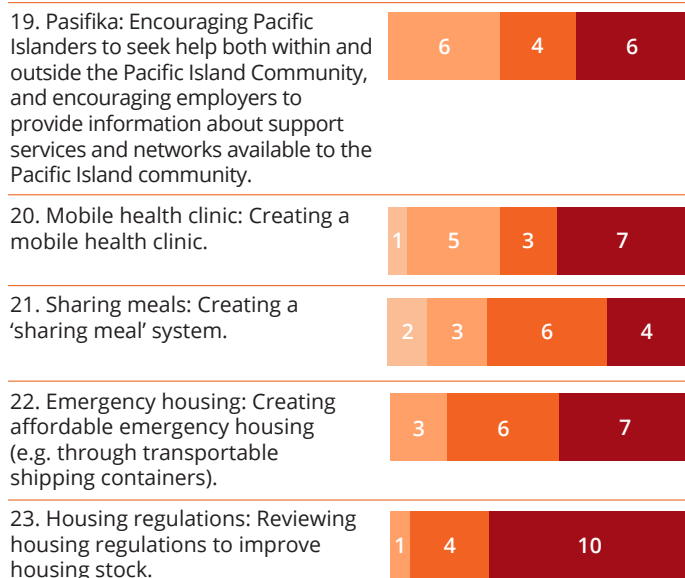 19. Pasifika: Encouraging Pacific
Islanders to seek help both within and
outside the Pacific Island Community,
and encouraging employers to
provide information about support
services and networks available to the
Pacific Island community.
6 4 6
20. Mobile health clinic: Creating a
mobile health clinic.
1 5 3 7
21. Sharing meals: Creating a
‘sharing meal’ system.
2 3 6 4
22. Emergency housing: Creating
affordable emergency housing
(e.g. through transportable
shipping containers).
3 6 7
23. Housing regulations: Reviewing
housing regulations to improve
housing stock.
1 4 10